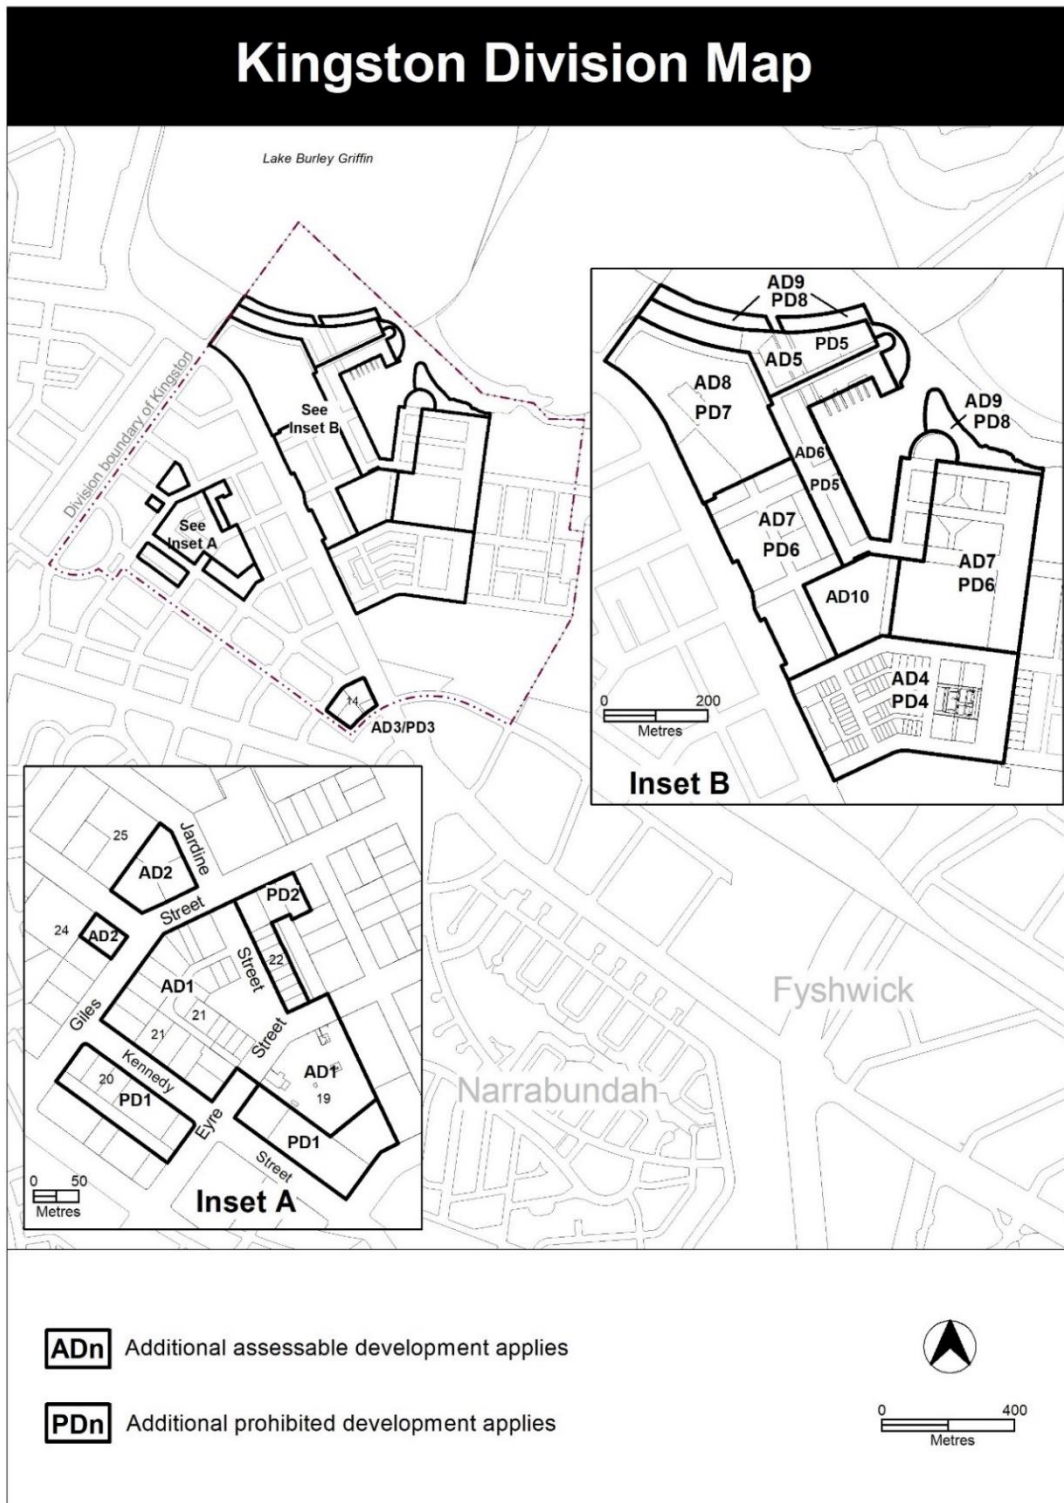 Kingston Division Map
Lake Burley Griffin
Division boundary of Kingston
See
Inset B
See
Inset A
14
AD3/PD3
AD9
PD8
PD5
AD5
AD8
PD7
AD9
PD8
AD6
PD5
AD7
PD6
AD7
PD6
AD10
AD4
PD4
0 200
Metres
Inset B
25
Jardine
AD2
Street
PD2
24
AD2
Street
22
AD1
21
Giles
21
Street
Kennedy
AD1
20
19
PD1
Eyre
PD1
Street
0 50
Metres
Inset A
Fyshwick
Narrabundah
ADn Additional assessable development applies
PDn Additional prohibited development applies
0 400
Metres